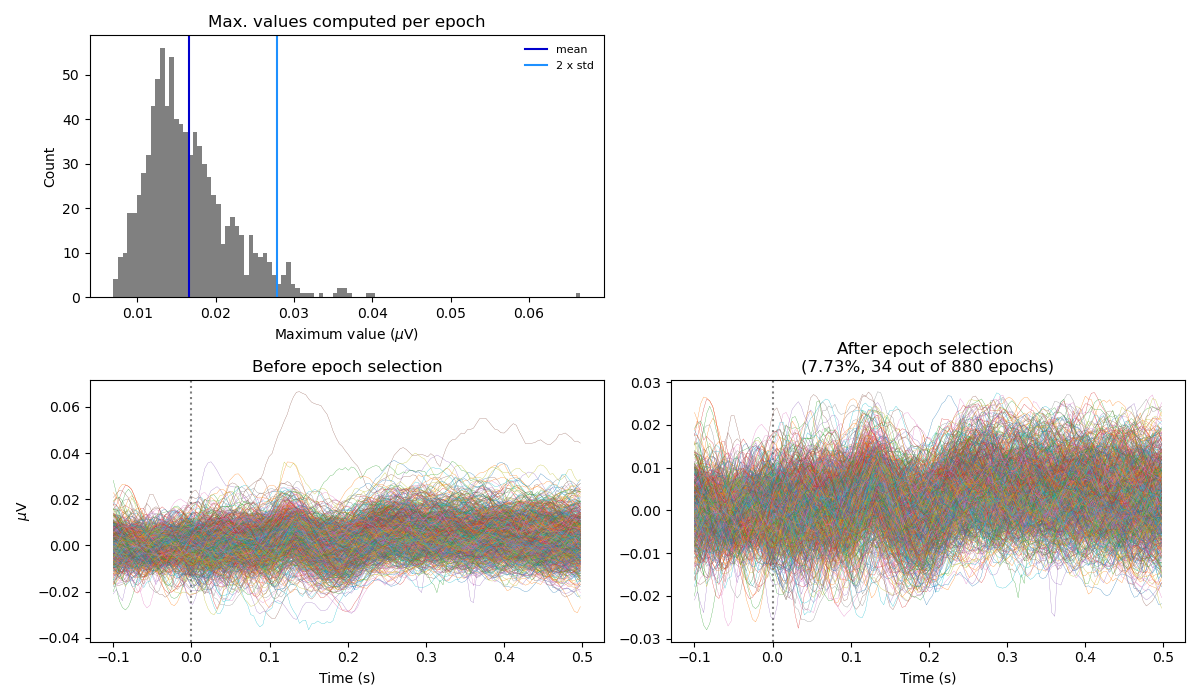 Max. values computed per epoch
mean
2 x std
50
40
30
20
10
0
Count
0.01 0.02 0.03 0.04 0.05 0.06
Maximum value (μV)
Before epoch selection
0.06
0.04
0.02
0.00
−0.02
−0.04
μV
−0.1 0.0 0.1 0.2 0.3 0.4 0.5
Time (s)
After epoch selection
(7.73%, 34 out of 880 epochs)
0.03
0.02
0.01
0.00
−0.01
−0.02
−0.03
−0.1 0.0 0.1 0.2 0.3 0.4 0.5
Time (s)